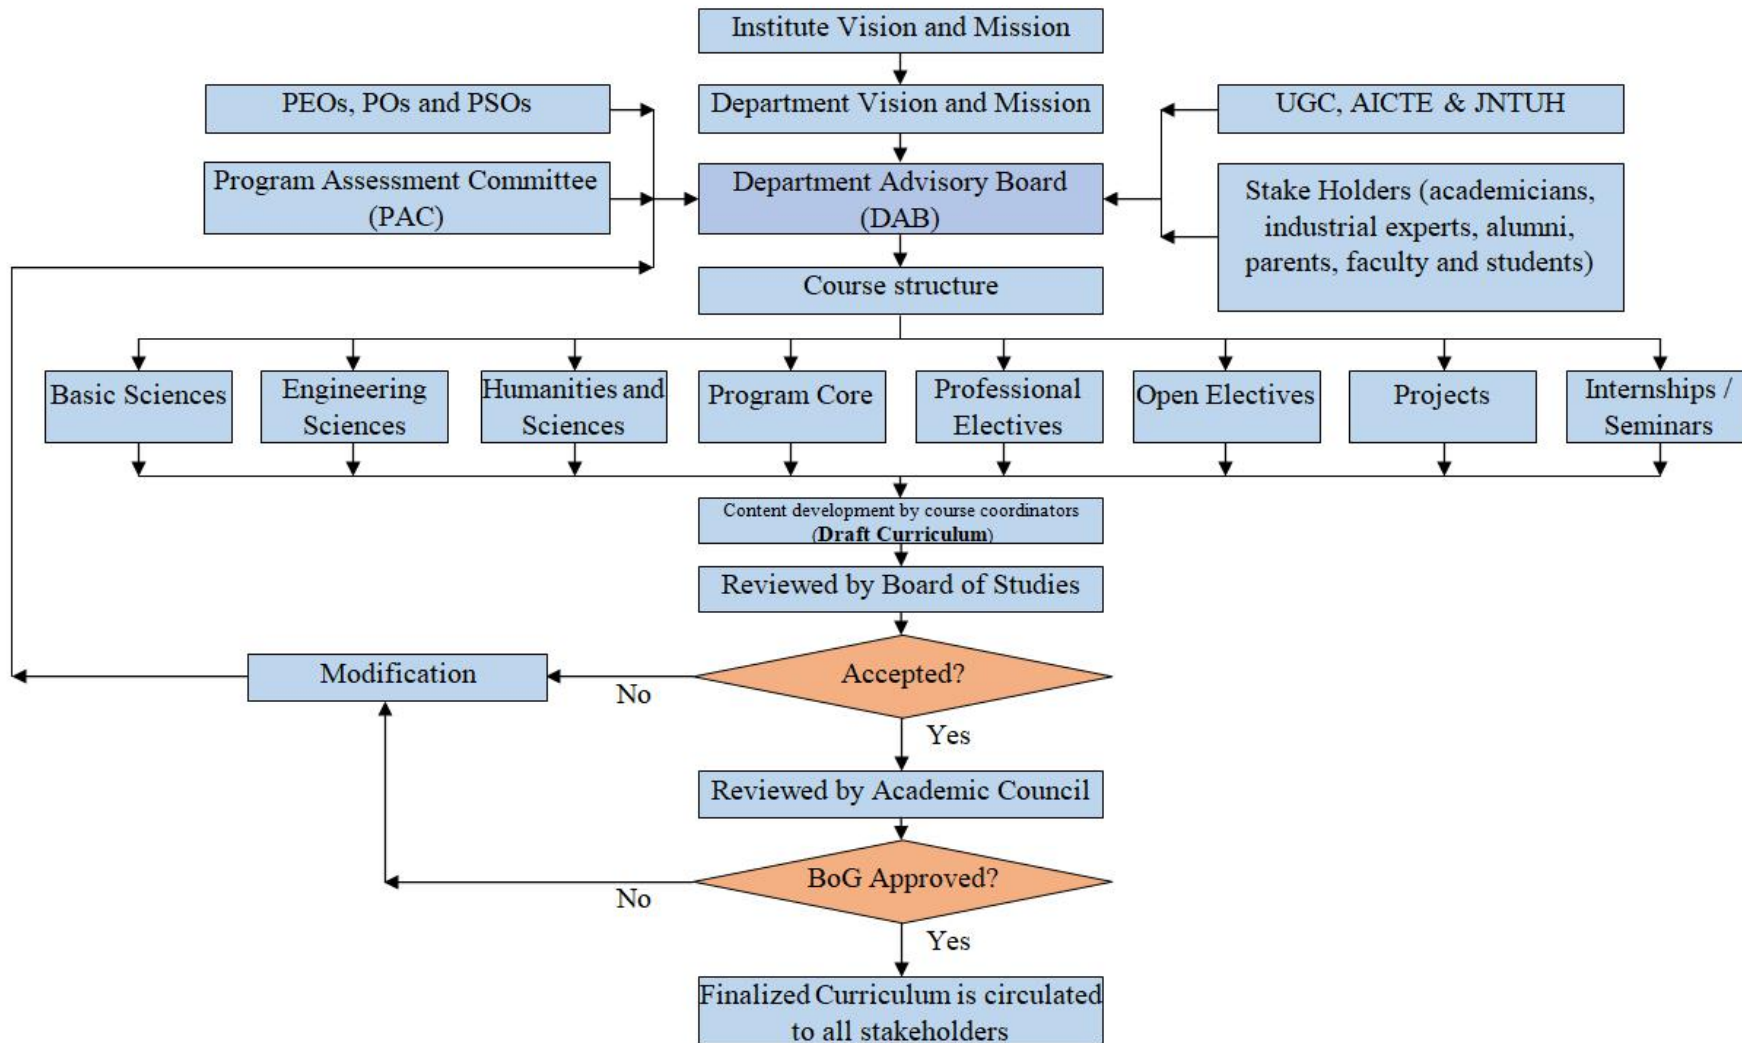 Institute Vision and Mission
PEOs, POs and PSOs
Department Vision and Mission
UGC, AICTE & JNTUH
Program Assessment Committee
(PAC)
Department Advisory Board
(DAB)
Stake Holders (academicians,
industrial experts, alumni,
parents, faculty and students)
Course structure
Basic Sciences
Engineering
Sciences
Humanities and
Sciences
Program Core
Professional
Electives
Open Electives
Projects
Internships /
Seminars
Content development by course coordinators
(Draft Curriculum)
Reviewed by Board of Studies
Modification
Accepted?
No
Yes
Reviewed by Academic Council
BoG Approved?
No
Yes
Finalized Curriculum is circulated
to all stakeholders